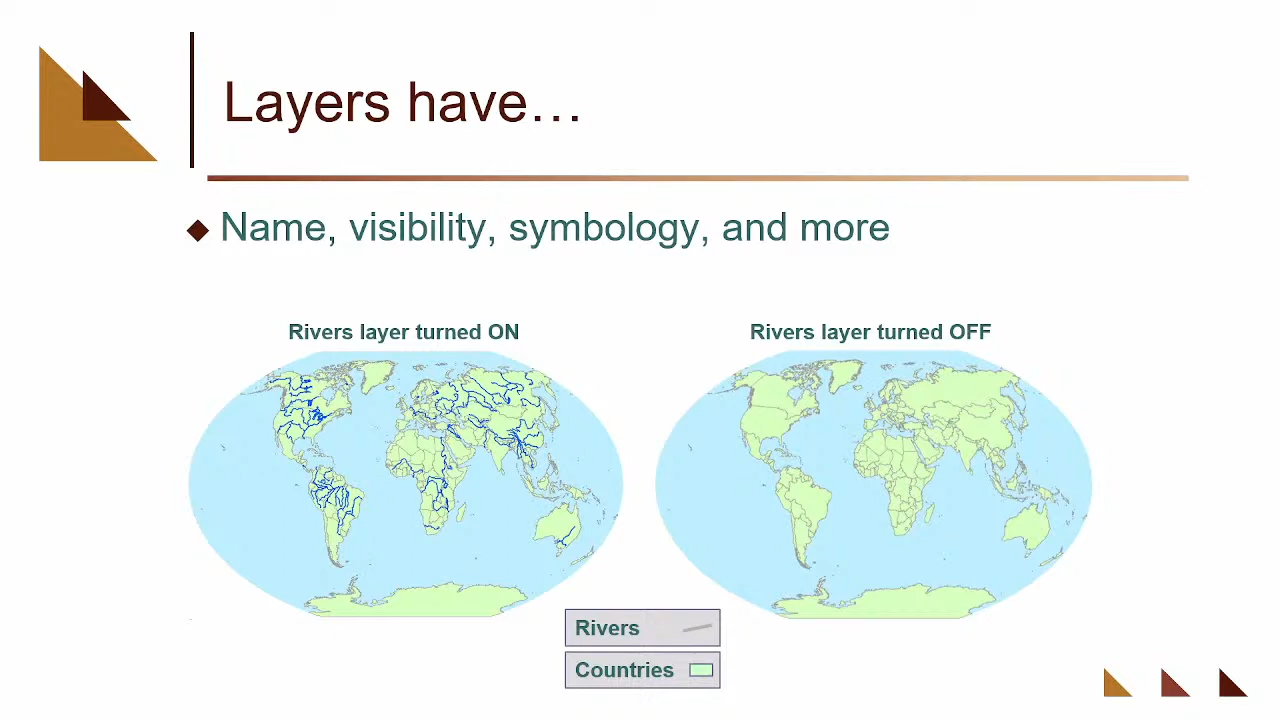 Layers have…
Name, visibility, symbology, and more
Rivers layer turned ON
Rivers layer turned OFF
Rivers
Countries